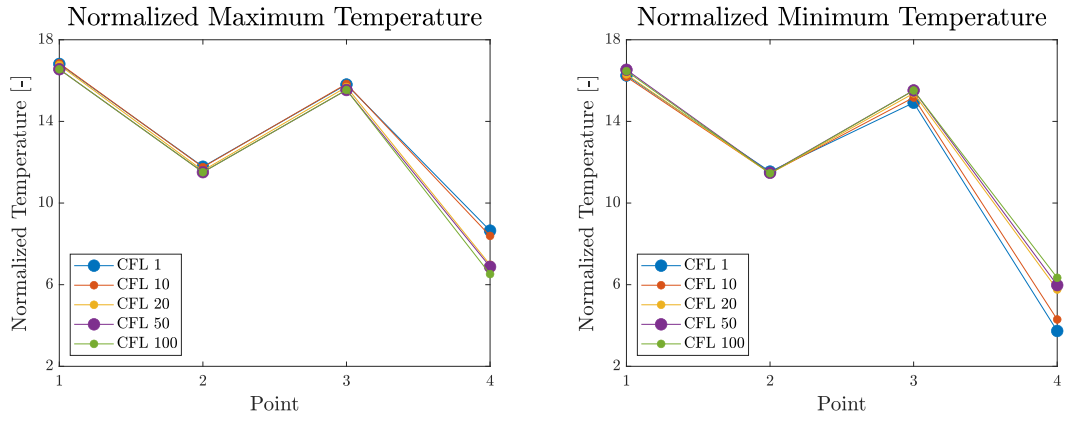 Normalized Maximum Temperature
Normalized Temperature [-]
18
14
10
6
2
CFL 1
CFL 10
CFL 20
CFL 50
CFL 100
1
2
3
4
Point
Normalized Minimum Temperature
Normalized Temperature [-]
18
14
10
6
2
CFL 1
CFL 10
CFL 20
CFL 50
CFL 100
1
2
3
4
Point